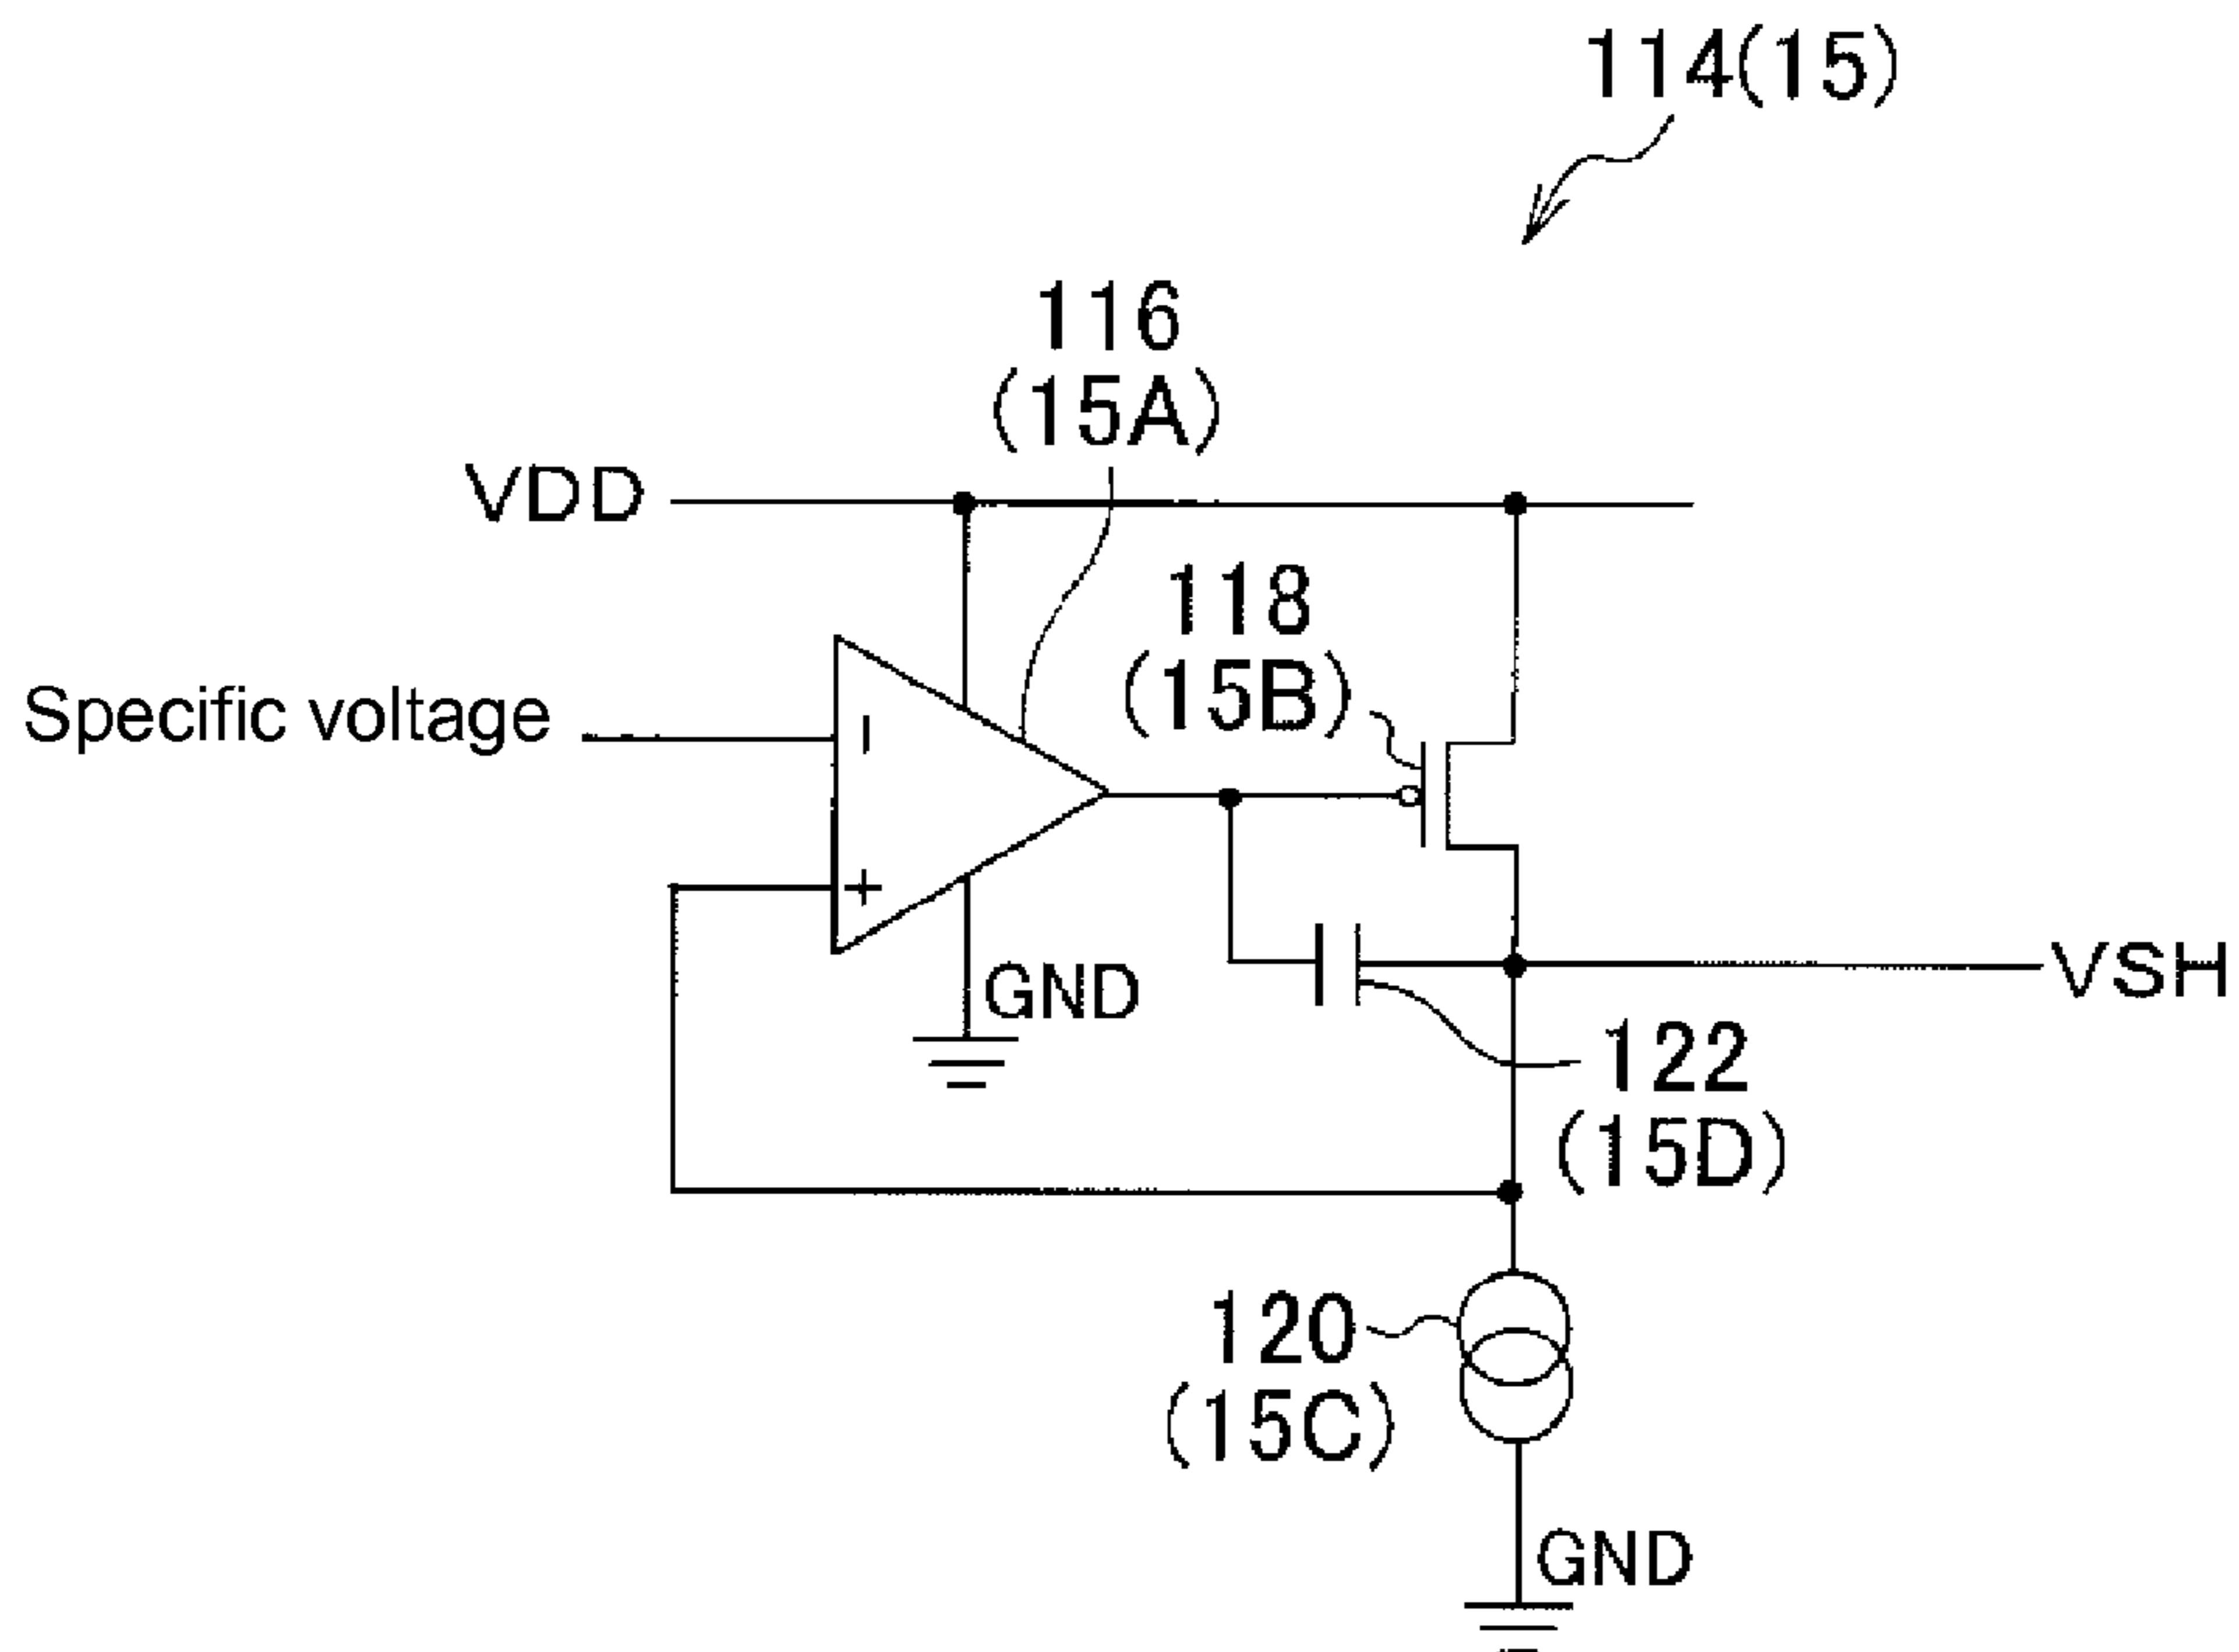 114(15)
116
(15A)
VDD
118
(15B)
Specific voltage
−
+
GND
VSH
122
(15D)
120
(15C)
GND